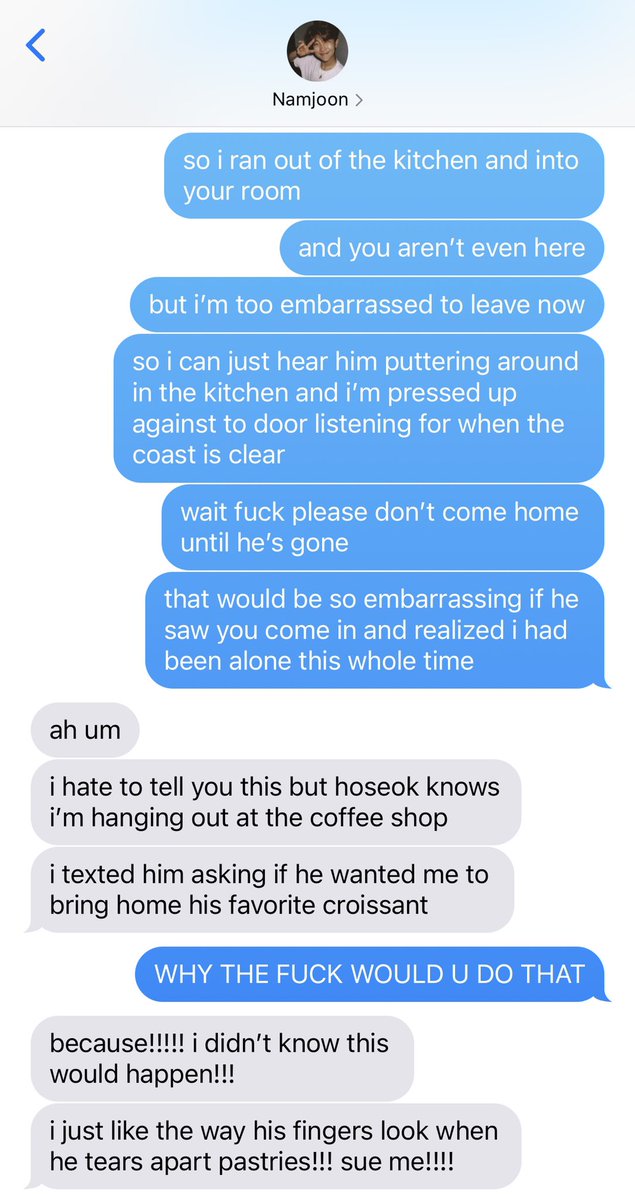 Namjoon
so i ran out of the kitchen and into
your room
and you aren’t even here
but i’m too embarrassed to leave now
so i can just hear him puttering around
in the kitchen and i’m pressed up
against to door listening for when the
coast is clear
wait fuck please don’t come home
until he’s gone
that would be so embarrassing if he
saw you come in and realized i had
been alone this whole time
ah um
i hate to tell you this but hoseok knows
i’m hanging out at the coffee shop
i texted him asking if he wanted me to
bring home his favorite croissant
WHY THE FUCK WOULD U DO THAT
because!!!!! i didn’t know this
would happen!!!
i just like the way his fingers look when
he tears apart pastries!!! sue me!!!!